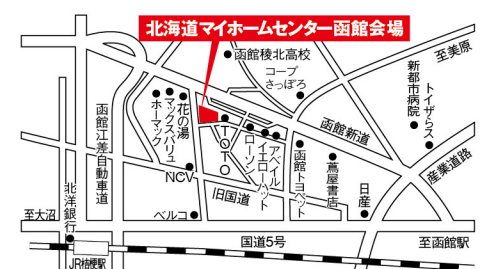 北海道マイホームセンター函館会場
函館稜北高校
コープ
さっぽろ
至美原
新都市病院
トイザらス
函館新道
産業道路
函館江差自動車道
ホーマック
マックスバリュ
花の湯
TOTO
ローソン
イエローハット
アベイル
函館トヨペット
蔦屋書店
日産
NCV
旧国道
ベルコ
北洋銀行
至大沼
国道5号
至函館駅
JR桔梗駅